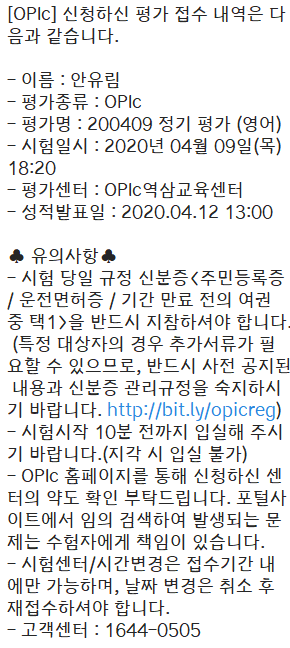 [OPIc] 신청하신 평가 접수 내역은 다
음과 같습니다.
- 이름 : 안유림
- 평가종류 : OPIc
- 평가명 : 200409 정기 평가 (영어)
- 시험일시 : 2020년 04월 09일(목)
18:20
- 평가센터 : OPIc역삼교육센터
- 성적발표일 : 2020.04.12 13:00
♣ 유의사항♣
- 시험 당일 규정 신분증<주민등록증
/ 운전면허증 / 기간 만료 전의 여권
중 택1>을 반드시 지참하셔야 합니다.
(특정 대상자의 경우 추가서류가 필
요할 수 있으므로, 반드시 사전 공지된
내용과 신분증 관리규정을 숙지하시
기 바랍니다. http://bit.ly/opicreg)
- 시험시작 10분 전까지 입실해 주시
기 바랍니다.(지각 시 입실 불가)
- OPIc 홈페이지를 통해 신청하신 센
터의 약도 확인 부탁드립니다. 포털사
이트에서 임의 검색하여 발생되는 문
제는 수험자에게 책임이 있습니다.
- 시험센터/시간변경은 접수기간 내
에만 가능하며, 날짜 변경은 취소 후
재접수하셔야 합니다.
- 고객센터 : 1644-0505